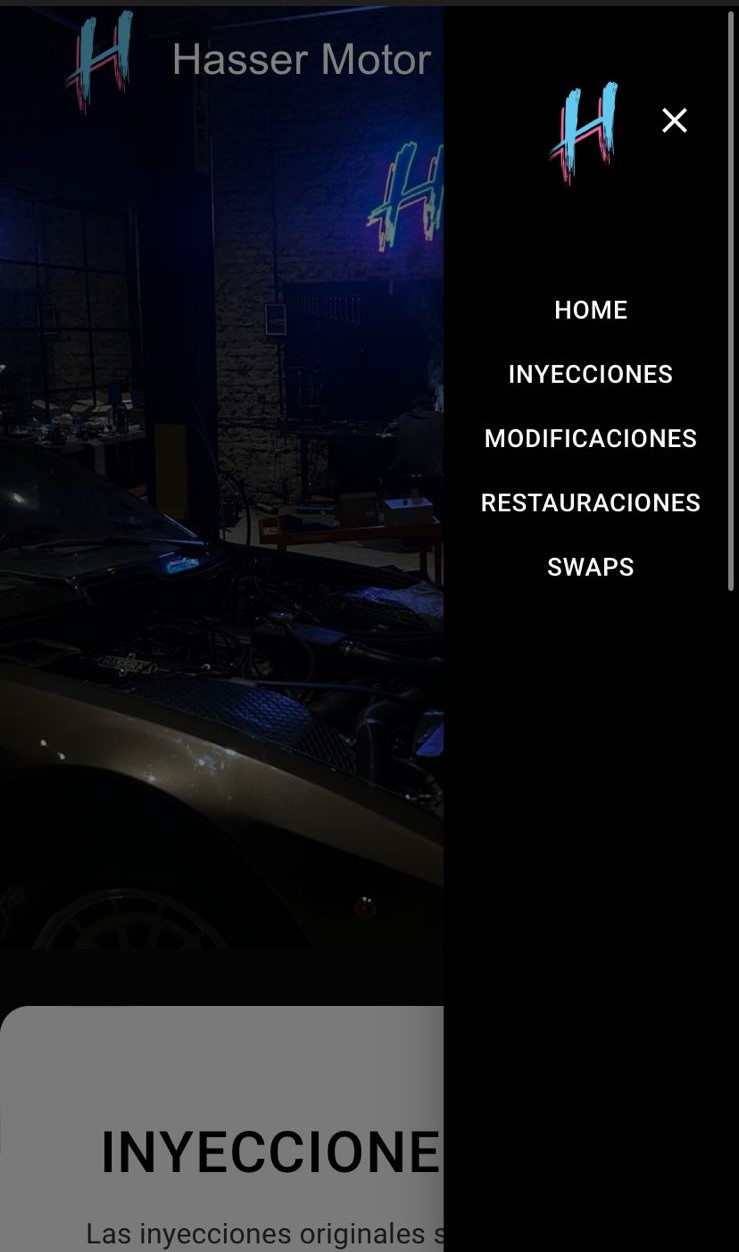 H
Hasser Motor
H
H
HOME
INYECCIONES
MODIFICACIONES
RESTAURACIONES
SWAPS
INYECCIONE
Las inyecciones originales s